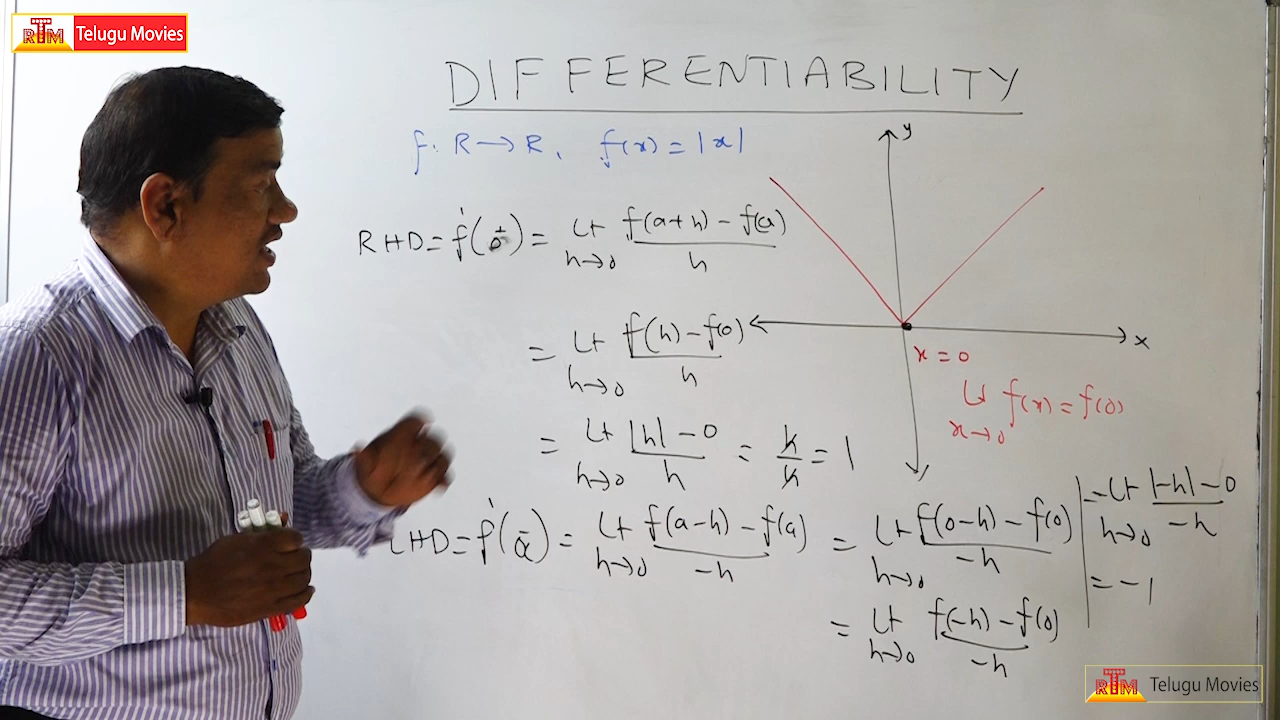 RTM Telugu Movies
DIFFERENTIABILITY
f: R → R, f(x) = |x|
y
RHD = f'(0⁺) = Lt h→0 f(a+h) − f(a) / h
= Lt h→0 f(h) − f(0) / h
x
x = 0
Lt x→0 f(x) = f(0)
= Lt h→0 |h| − 0 / h = h/h = 1
LHD = f'(a⁻) = Lt h→0 f(a−h) − f(a) / −h = Lt h→0 f(0−h) − f(0) / −h
= Lt h→0 |−h| − 0 / −h
= −1
= Lt h→0 f(−h) − f(0) / −h
RTM Telugu Movies